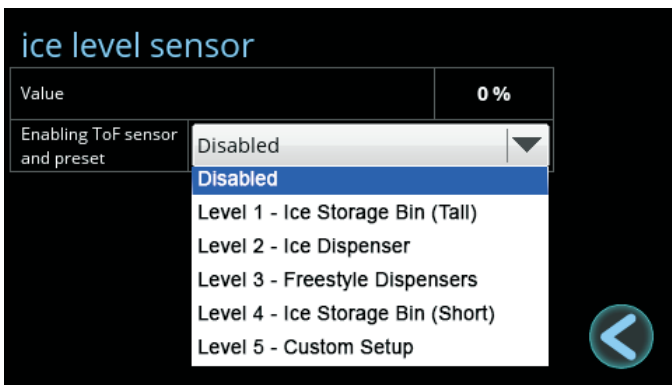 ice level sensor
Value 0 %
Enabling ToF sensor
and preset
Disabled
Disabled
Level 1 - Ice Storage Bin (Tall)
Level 2 - Ice Dispenser
Level 3 - Freestyle Dispensers
Level 4 - Ice Storage Bin (Short)
Level 5 - Custom Setup